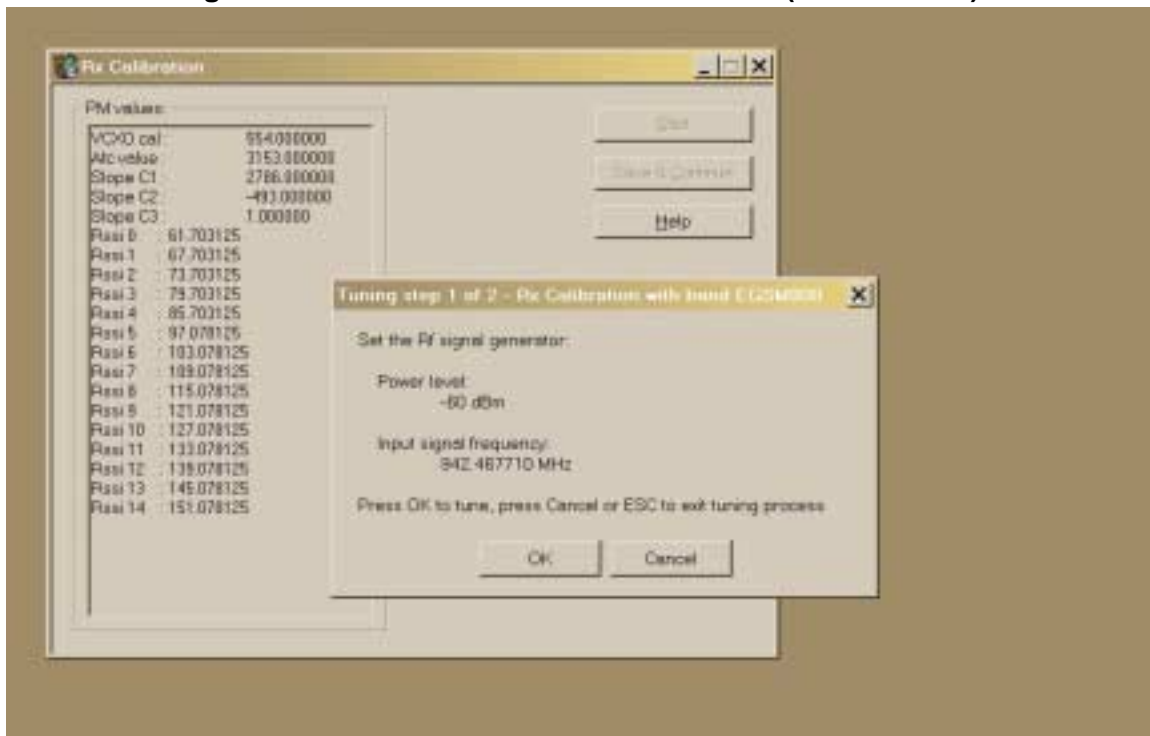 Rx Calibration
PM values:
VCXO cal: 554.000000
Afc value 3153.000000
Slope C1: 2786.000000
Slope C2: -493.000000
Slope C3: 1.000000
Rssi 0 : 61.703125
Rssi 1 : 67.703125
Rssi 2 : 73.703125
Rssi 3 : 79.703125
Rssi 4 : 85.703125
Rssi 5 : 97.078125
Rssi 6 : 103.078125
Rssi 7 : 109.078125
Rssi 8 : 115.078125
Rssi 9 : 121.078125
Rssi 10 : 127.078125
Rssi 11 : 133.078125
Rssi 12 : 139.078125
Rssi 13 : 145.078125
Rssi 14 : 151.078125
Start
Save & Continue
Help
Tuning step 1 of 2 - Rx Calibration with band EGSM900
Set the Rf signal generator:
Power level:
-60 dBm
Input signal frequency:
942.467710 MHz
Press OK to tune, press Cancel or ESC to exit tuning process
OK
Cancel